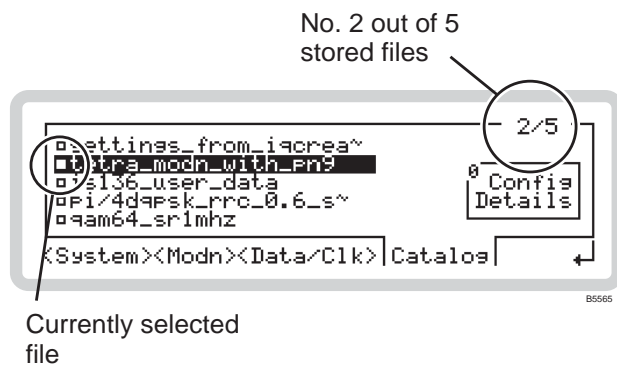 No. 2 out of 5
stored files
2/5
settings_from_iqcrea~
tetra_modn_with_pn9
is136_user_data
pi/4dqpsk_rrc_0.6_s~
qam64_sr1mhz
0
Config
Details
<System><Modn><Data/Clk>Catalog
B5565
Currently selected
file